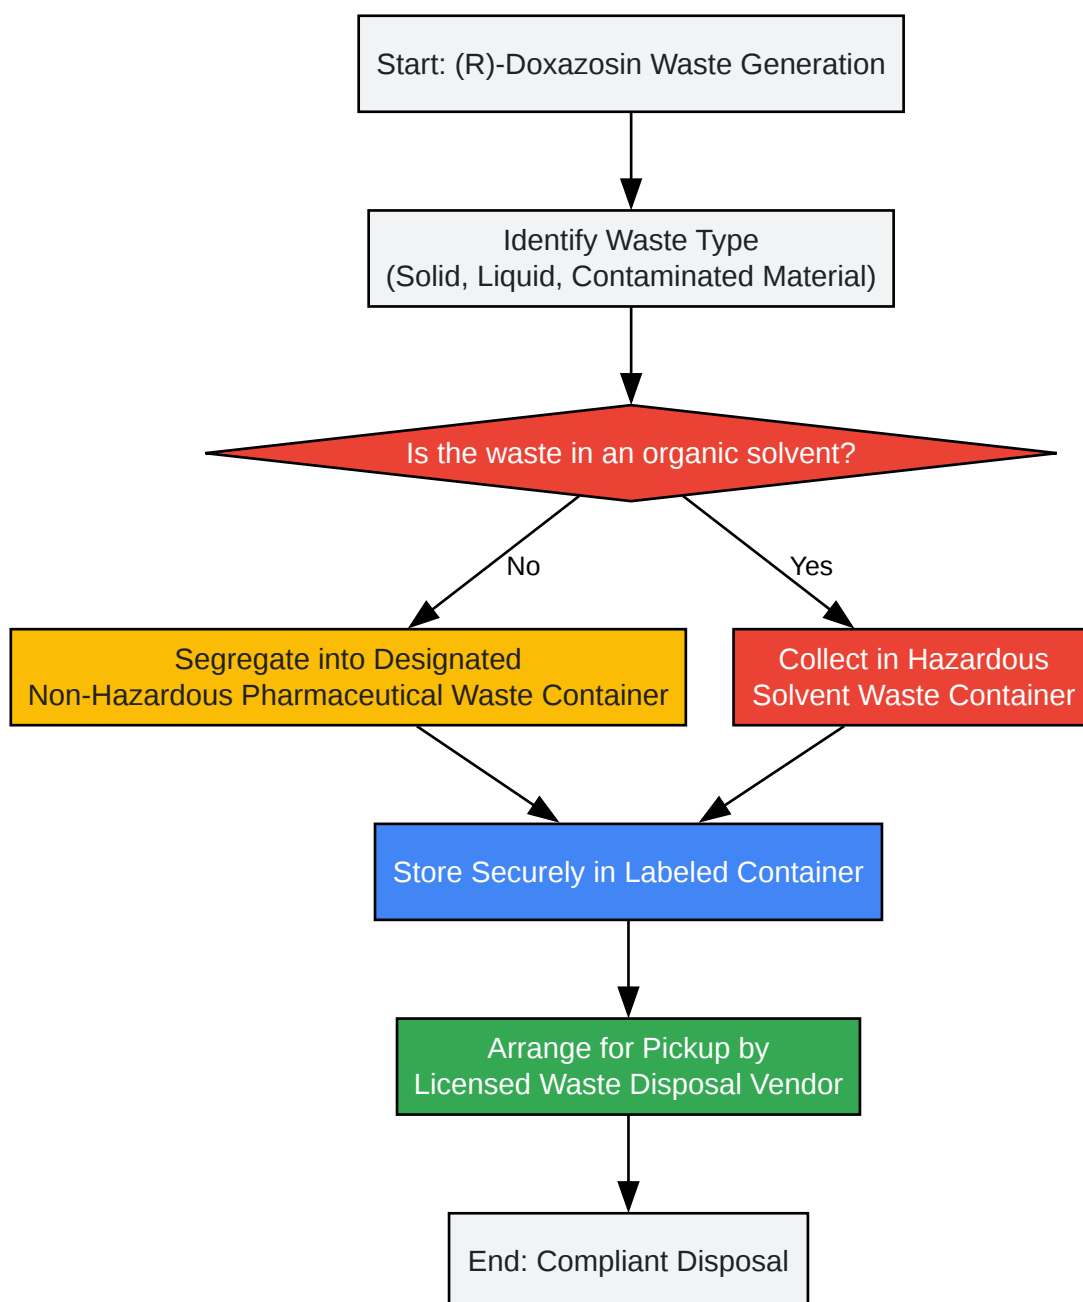 Start: (R)-Doxazosin Waste Generation
Identify Waste Type
(Solid, Liquid, Contaminated Material)
Is the waste in an organic solvent?
No
Yes
Segregate into Designated
Non-Hazardous Pharmaceutical Waste Container
Collect in Hazardous
Solvent Waste Container
Store Securely in Labeled Container
Arrange for Pickup by
Licensed Waste Disposal Vendor
End: Compliant Disposal